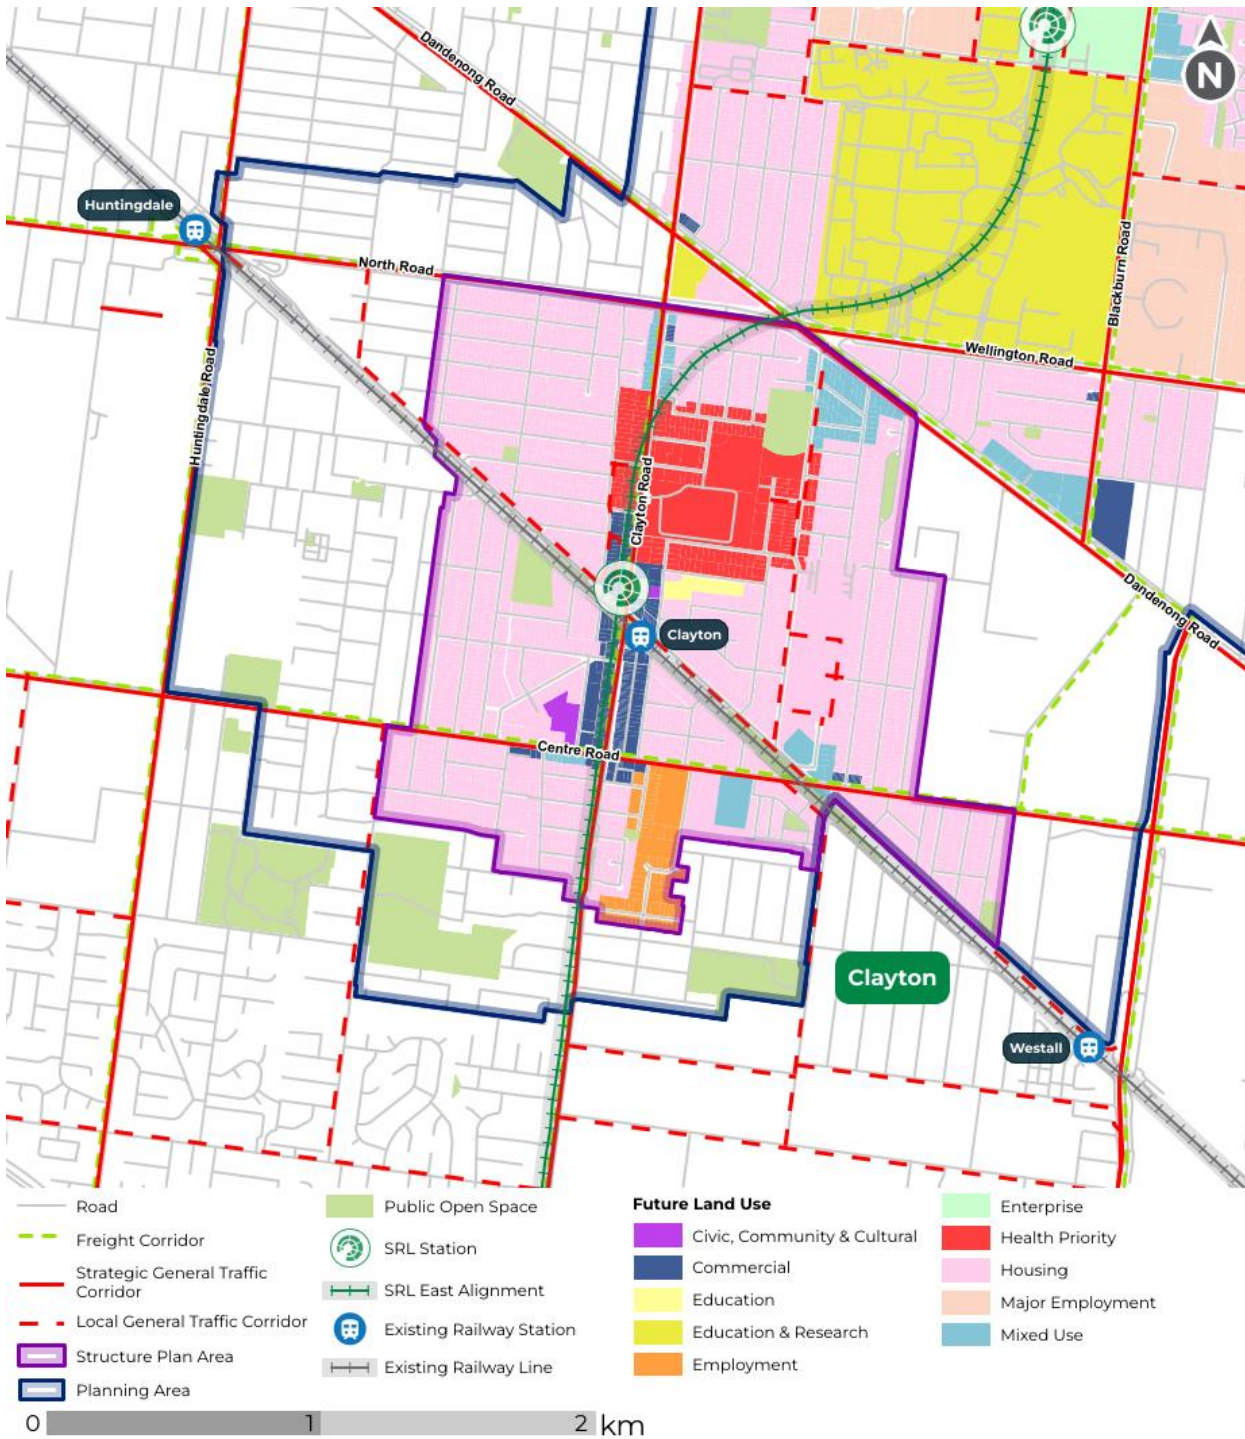 Dandenong Road
N
Huntingdale
North Road
Blackburn Road
Wellington Road
Huntingdale Road
Clayton Road
Clayton
Dandenong Road
Centre Road
Clayton
Westall
Road
Freight Corridor
Strategic General Traffic
Corridor
Local General Traffic Corridor
Structure Plan Area
Planning Area
Public Open Space
SRL Station
SRL East Alignment
Existing Railway Station
Existing Railway Line
Future Land Use
Civic, Community & Cultural
Commercial
Education
Education & Research
Employment
Enterprise
Health Priority
Housing
Major Employment
Mixed Use
0 1 2 km